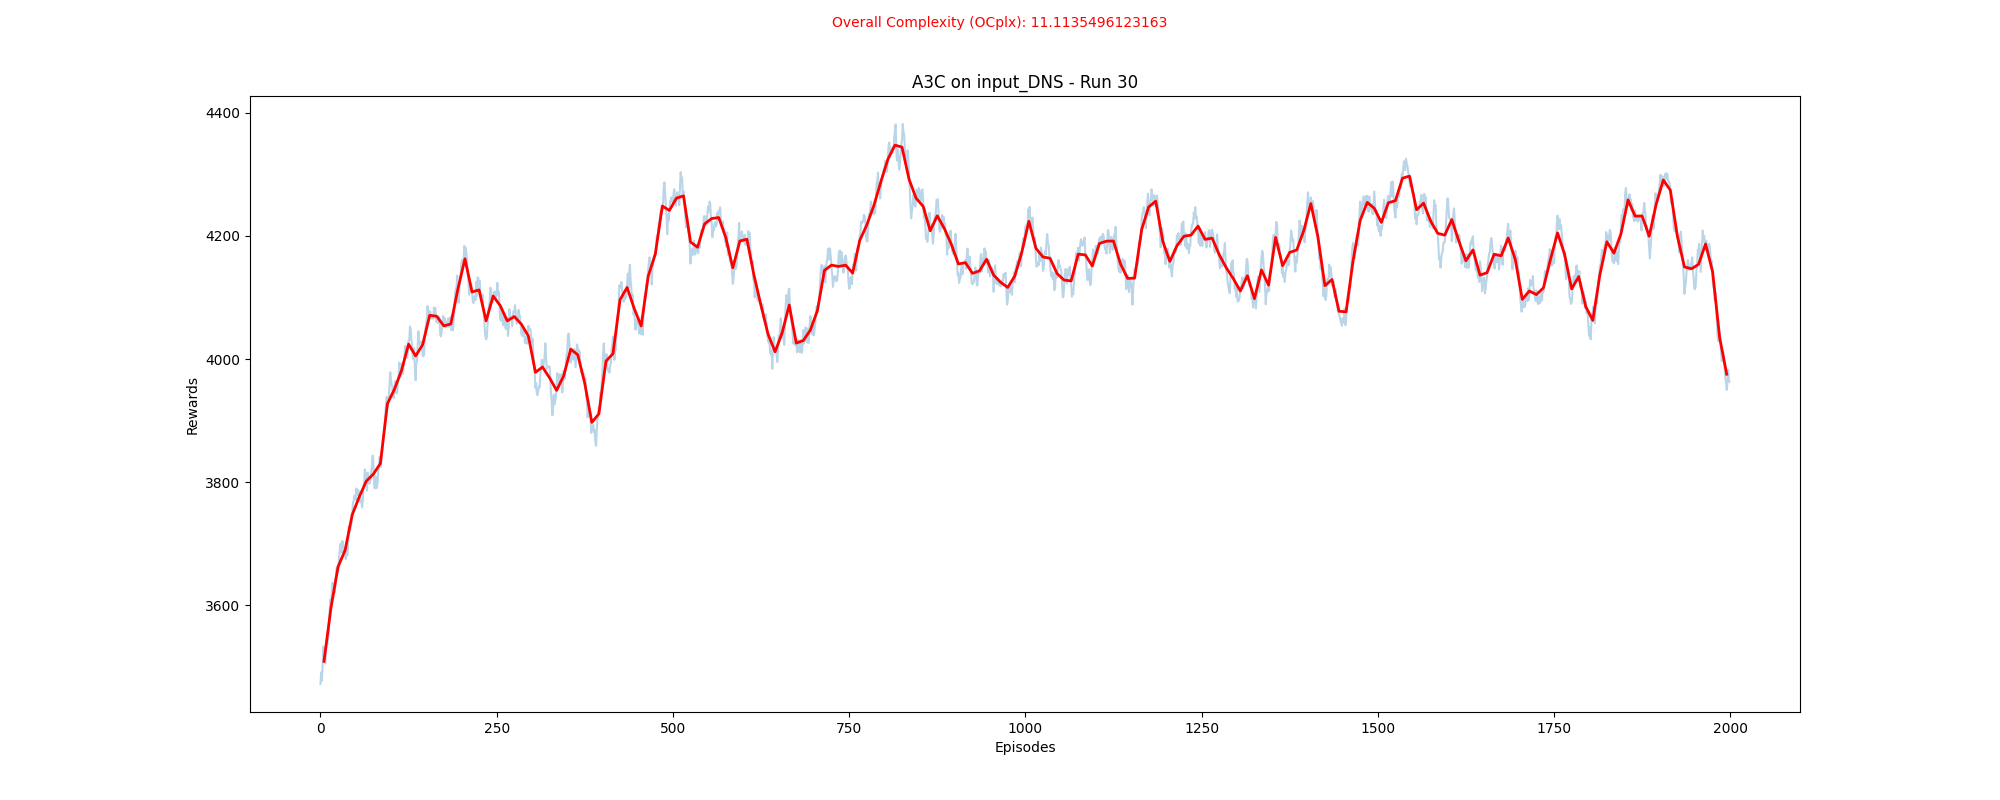 Overall Complexity (OCplx): 11.1135496123163
A3C on input_DNS - Run 30
4400
4200
4000
3800
3600
Rewards
0 250 500 750 1000 1250 1500 1750 2000
Episodes